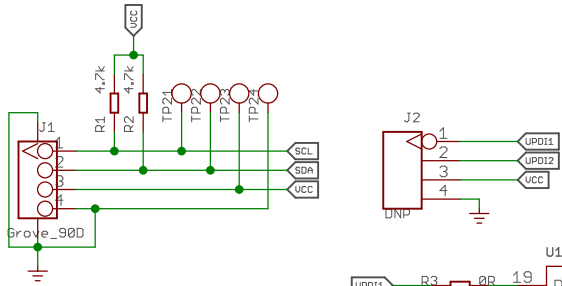 VCC
4.7k
4.7k
R1
R2
TP21
TP22
TP23
TP24
J1
1
2
3
4
SCL
SDA
VCC
Grove_90D
J2
1
2
3
4
UPDI1
UPDI2
VCC
DNP
U1
UPDI1
R3
0R
19